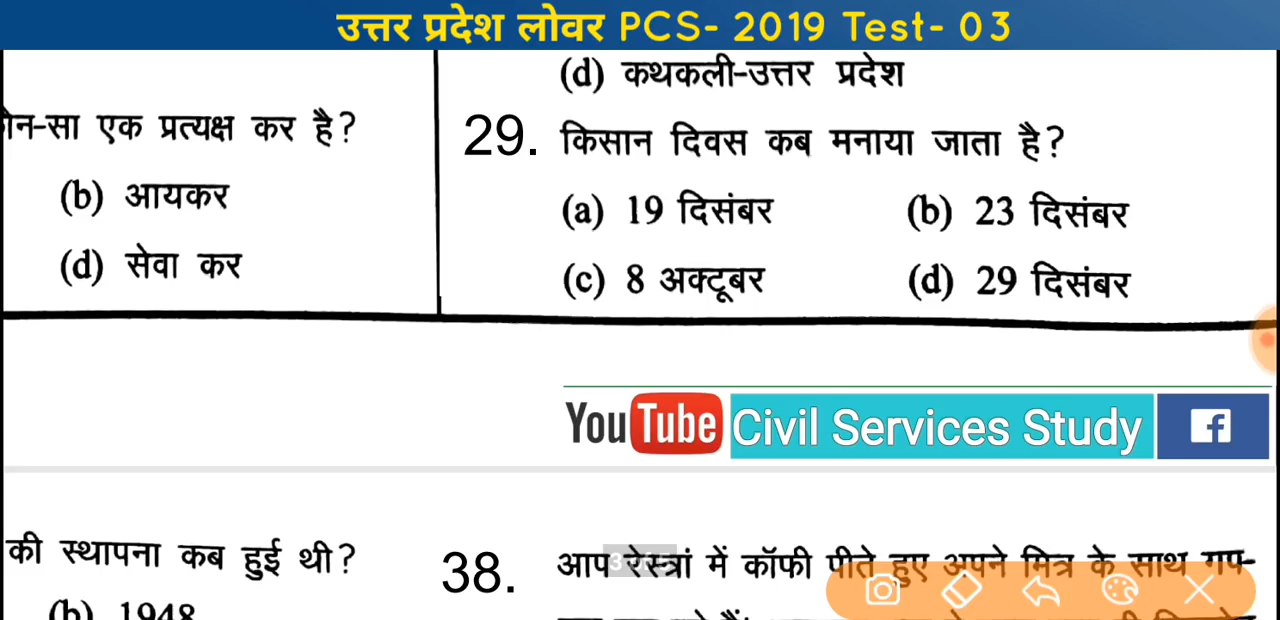 उत्तर प्रदेश लोवर PCS- 2019 Test- 03
(d) कथकली-उत्तर प्रदेश
सा एक प्रत्यक्ष कर है?
(b) आयकर
(d) सेवा कर
29. किसान दिवस कब मनाया जाता है?
(a) 19 दिसंबर (b) 23 दिसंबर
(c) 8 अक्टूबर (d) 29 दिसंबर
YouTube Civil Services Study f
की स्थापना कब हुई थी?
(b) 1948
38. आप रेस्त्रां में कॉफी पीते हुए अपने मित्र के साथ गप-